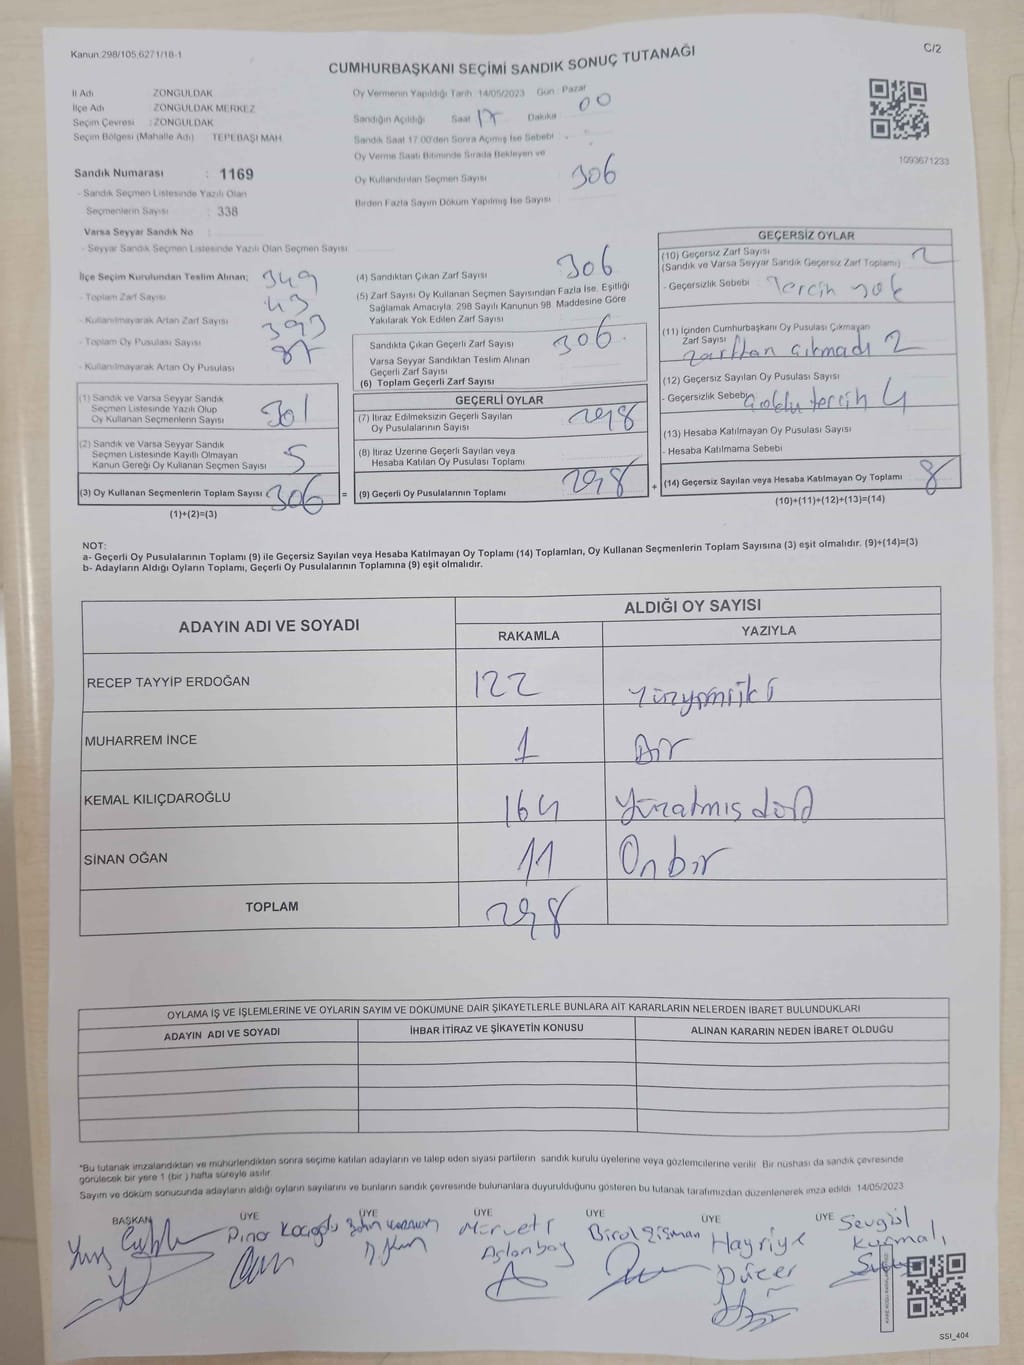 Kanun,298/105,6271/18-1
C/2
CUMHURBAŞKANI SEÇİMİ SANDIK SONUÇ TUTANAĞI
İl Adı ZONGULDAK
İlçe Adı : ZONGULDAK MERKEZ
Seçim Çevresi : ZONGULDAK
Seçim Bölgesi (Mahalle Adı) : TEPEBAŞI MAH.
Sandık Numarası : 1169
- Sandık Seçmen Listesinde Yazılı Olan
Seçmenlerin Sayısı : 338
Varsa Seyyar Sandık No :
- Seyyar Sandık Seçmen Listesinde Yazılı Olan Seçmen Sayısı
Oy Vermenin Yapıldığı Tarih 14/05/2023 Gün : Pazar
Sandığın Açıldığı Saat 17 Dakika 00
Sandık Saat 17.00'den Sonra Açılmış İse Sebebi
Oy Verme Saati Bitiminde Sırada Bekleyen ve
Oy Kullandırılan Seçmen Sayısı 306
Birden Fazla Sayım Döküm Yapılmış İse Sayısı
1093671233
İlçe Seçim Kurulundan Teslim Alınan;
- Toplam Zarf Sayısı 349
- Kullanılmayarak Artan Zarf Sayısı 43
- Toplam Oy Pusulası Sayısı 393
- Kullanılmayarak Artan Oy Pusulası 87
(1) Sandık ve Varsa Seyyar Sandık
Seçmen Listesinde Yazılı Olup
Oy Kullanan Seçmenlerin Sayısı 301
(2) Sandık ve Varsa Seyyar Sandık
Seçmen Listesinde Kayıtlı Olmayan
Kanun Gereği Oy Kullanan Seçmen Sayısı 5
(3) Oy Kullanan Seçmenlerin Toplam Sayısı 306 =
(1)+(2)=(3)
(4) Sandıktan Çıkan Zarf Sayısı 306
(5) Zarf Sayısı Oy Kullanan Seçmen Sayısından Fazla İse, Eşitliği
Sağlamak Amacıyla, 298 Sayılı Kanunun 98. Maddesine Göre
Yakılarak Yok Edilen Zarf Sayısı
Sandıkta Çıkan Geçerli Zarf Sayısı 306
Varsa Seyyar Sandıktan Teslim Alınan
Geçerli Zarf Sayısı
(6) Toplam Geçerli Zarf Sayısı
GEÇERLİ OYLAR
(7) İtiraz Edilmeksizin Geçerli Sayılan
Oy Pusulalarının Sayısı 298
(8) İtiraz Üzerine Geçerli Sayılan veya
Hesaba Katılan Oy Pusulası Toplamı
(9) Geçerli Oy Pusulalarının Toplamı 298 +
GEÇERSİZ OYLAR
(10) Geçersiz Zarf Sayısı 2
(Sandık ve Varsa Seyyar Sandık Geçersiz Zarf Toplamı)
- Geçersizlik Sebebi Tercih yok
(11) İçinden Cumhurbaşkanı Oy Pusulası Çıkmayan
Zarf Sayısı
zarftan çıkmadı 2
(12) Geçersiz Sayılan Oy Pusulası Sayısı
- Geçersizlik Sebebi tercih 4
(13) Hesaba Katılmayan Oy Pusulası Sayısı
- Hesaba Katılmama Sebebi
(14) Geçersiz Sayılan veya Hesaba Katılmayan Oy Toplamı 8
(10)+(11)+(12)+(13)=(14)
NOT:
a- Geçerli Oy Pusulalarının Toplamı (9) ile Geçersiz Sayılan veya Hesaba Katılmayan Oy Toplamı (14) Toplamları, Oy Kullanan Seçmenlerin Toplam Sayısına (3) eşit olmalıdır. (9)+(14)=(3)
b- Adayların Aldığı Oyların Toplamı, Geçerli Oy Pusulalarının Toplamına (9) eşit olmalıdır.
ADAYIN ADI VE SOYADI
ALDIĞI OY SAYISI
RAKAMLA YAZIYLA
RECEP TAYYİP ERDOĞAN 122
MUHARREM İNCE 1 Bir
KEMAL KILIÇDAROĞLU 164 Yüzatmışdört
SİNAN OĞAN 11 Onbir
TOPLAM 298
OYLAMA İŞ VE İŞLEMLERİNE VE OYLARIN SAYIM VE DÖKÜMÜNE DAİR ŞİKAYETLERLE BUNLARA AİT KARARLARIN NELERDEN İBARET BULUNDUKLARI
ADAYIN ADI VE SOYADI İHBAR İTİRAZ VE ŞİKAYETİN KONUSU ALINAN KARARIN NEDEN İBARET OLDUĞU
*Bu tutanak imzalandıktan ve mühürlendikten sonra seçime katılan adayların ve talep eden siyasi partilerin sandık kurulu üyelerine veya gözlemcilerine verilir. Bir nüshası da sandık çevresinde
görülecek bir yere 1 (bir ) hafta süreyle asılır.
Sayım ve döküm sonucunda adayların aldığı oyların sayılarını ve bunların sandık çevresinde bulunanlara duyurulduğunu gösteren bu tutanak tarafımızdan düzenlenerek imza edildi. 14/05/2023
BAŞKAN ÜYE ÜYE ÜYE ÜYE ÜYE ÜYE
Pınar Kocaoğlu
Mürvet
Aslanbay
Birol Şişman
Hayriye
Düzer
Sevgül
SSI_404